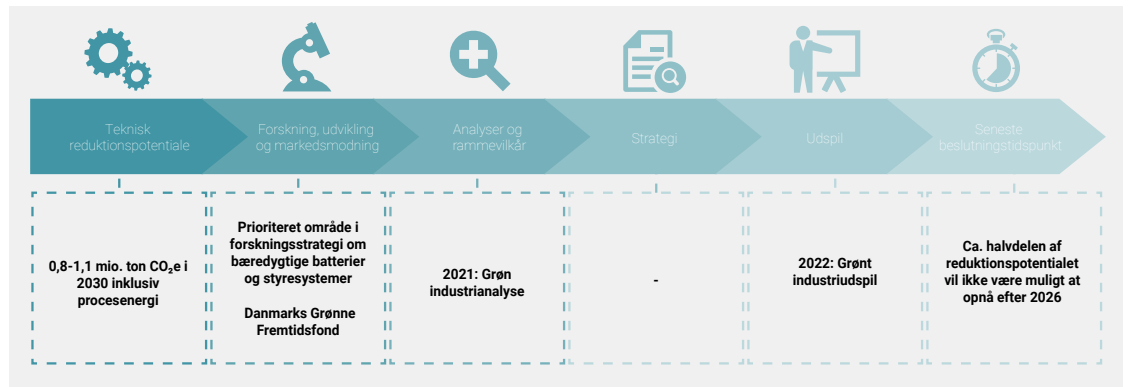 Teknisk
reduktionspotentiale
Forskning, udvikling
og markedsmodning
Analyser og
rammevilkår
Strategi
Udspil
Seneste
beslutningstidspunkt
0,8-1,1 mio. ton CO₂e i
2030 inklusiv
procesenergi
Prioriteret område i
forskningsstrategi om
bæredygtige batterier
og styresystemer
Danmarks Grønne
Fremtidsfond
2021: Grøn
industrianalyse
-
2022: Grønt
industriudspil
Ca. halvdelen af
reduktionspotentialet
vil ikke være muligt at
opnå efter 2026